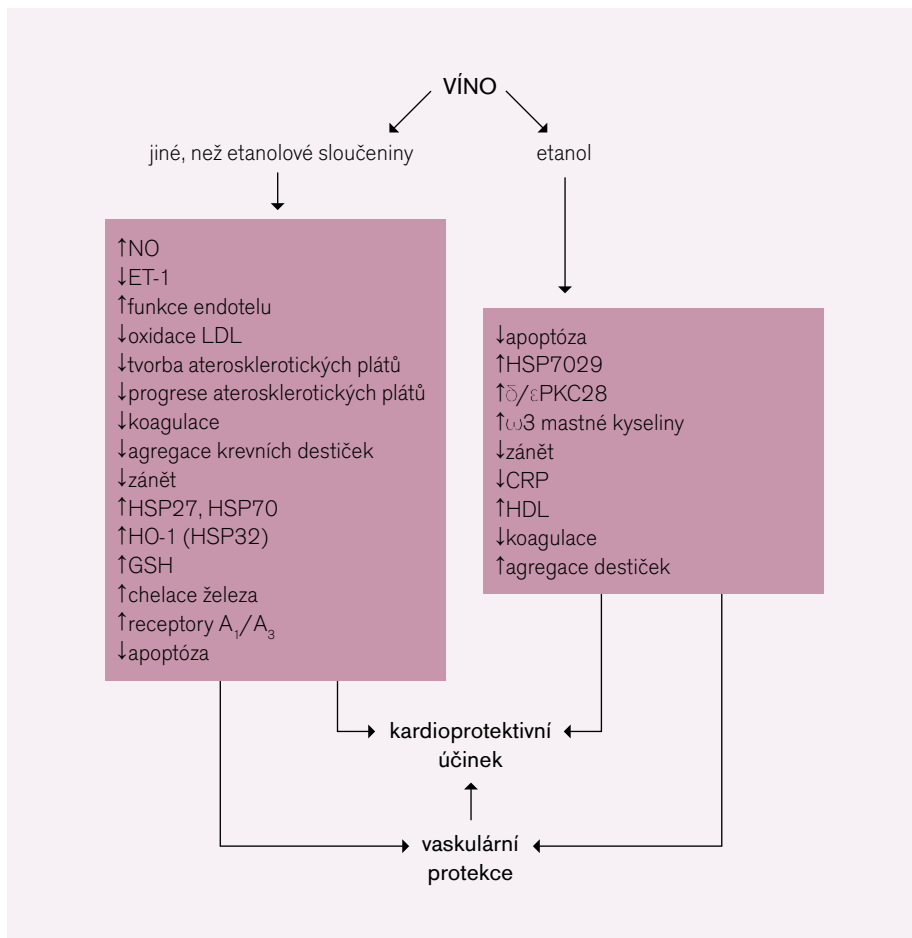 VÍNO
jiné, než etanolové sloučeniny
etanol
↑NO
↓ET-1
↑funkce endotelu
↓oxidace LDL
↓tvorba aterosklerotických plátů
↓progrese aterosklerotických plátů
↓koagulace
↓agregace krevních destiček
↓zánět
↑HSP27, HSP70
↑HO-1 (HSP32)
↑GSH
↑chelace železa
↑receptory A₁/A₃
↓apoptóza
↓apoptóza
↑HSP7029
↑δ/εPKC28
↑ω3 mastné kyseliny
↓zánět
↓CRP
↑HDL
↓koagulace
↑agregace destiček
kardioprotektivní
účinek
vaskulární
protekce